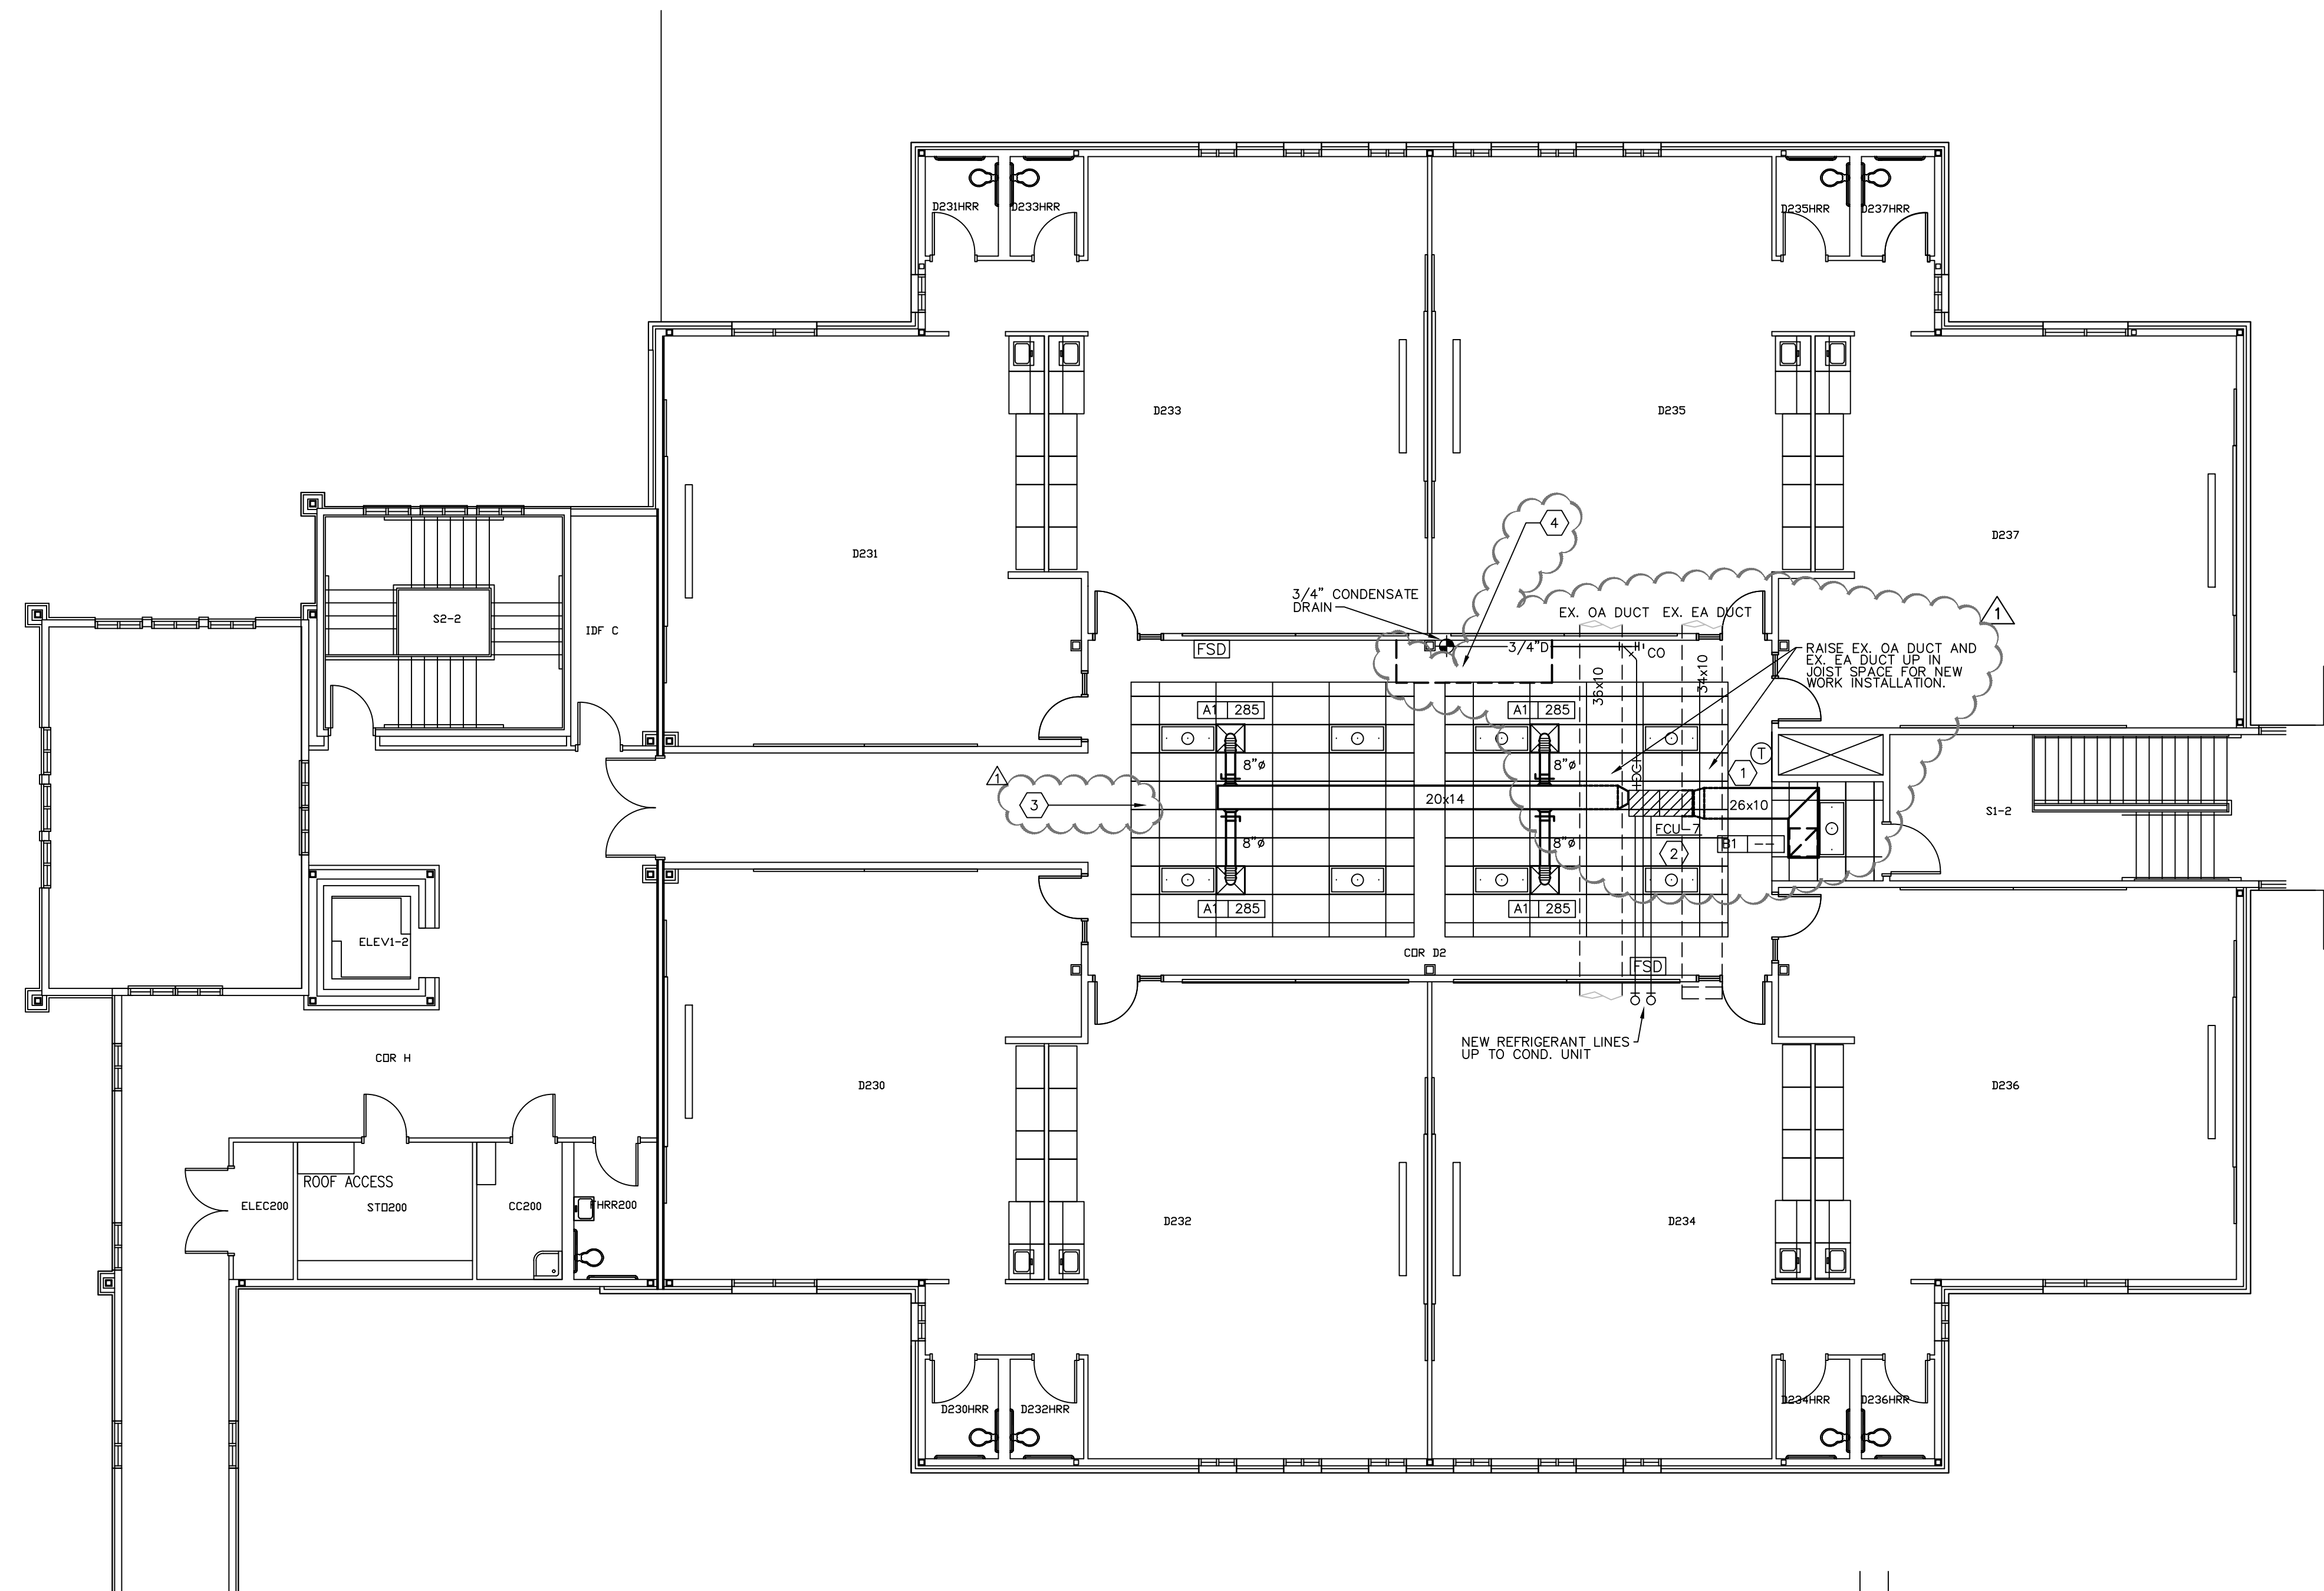 D231HRR
D233HRR
D235HRR
D237HRR
D233
D235
D231
D237
4
3/4" CONDENSATE
DRAIN
EX. OA DUCT
EX. EA DUCT
1
S2-2
IDF C
FSD
3/4"D
CO
RAISE EX. OA DUCT AND
EX. EA DUCT UP IN
JOIST SPACE FOR NEW
WORK INSTALLATION.
36x10
34x10
A1 285
A1 285
T
1
8"ø
8"ø
1
3
20x14
26x10
S1-2
FCU-7
8"ø
8"ø
2
B1 --
A1 285
A1 285
ELEV1-2
COR D2
FSD
NEW REFRIGERANT LINES
UP TO COND. UNIT
COR H
D230
D236
ROOF ACCESS
ELEC200
STO200
CC200
FHRR200
D232
D234
D230HRR
D232HRR
D234HRR
D236HRR